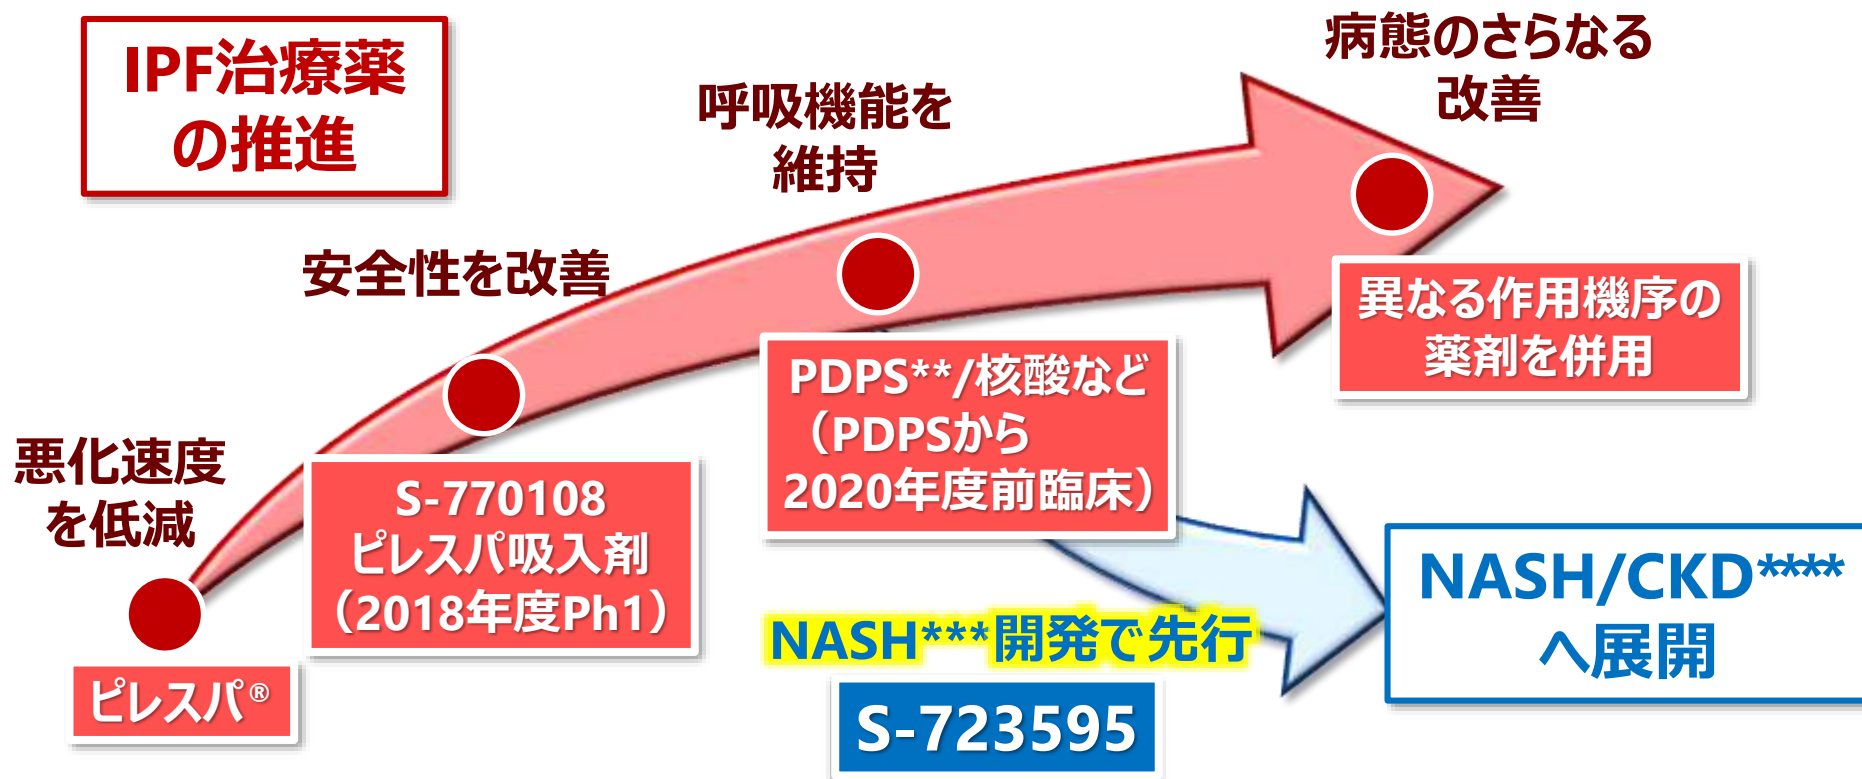 IPF治療薬
の推進
病態のさらなる
改善
呼吸機能を
維持
安全性を改善
異なる作用機序の
薬剤を併用
PDPS**/核酸など
（PDPSから
2020年度前臨床）
悪化速度
を低減
S-770108
ピレスパ吸入剤
（2018年度Ph1）
ピレスパ®
NASH***開発で先行
S-723595
NASH/CKD****
へ展開